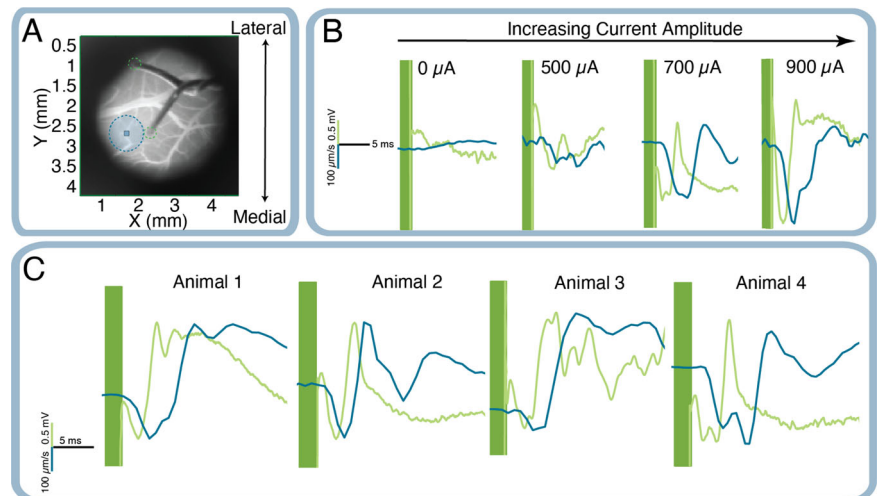 A
Lateral
0.5
1
1.5
2
2.5
3
3.5
4
Y (mm)
1 2 3 4
X (mm)
Medial
B
Increasing Current Amplitude
0 µA
500 µA
700 µA
900 µA
100 µm/s 0.5 mV
5 ms
C
Animal 1
Animal 2
Animal 3
Animal 4
100 µm/s 0.5 mV
5 ms